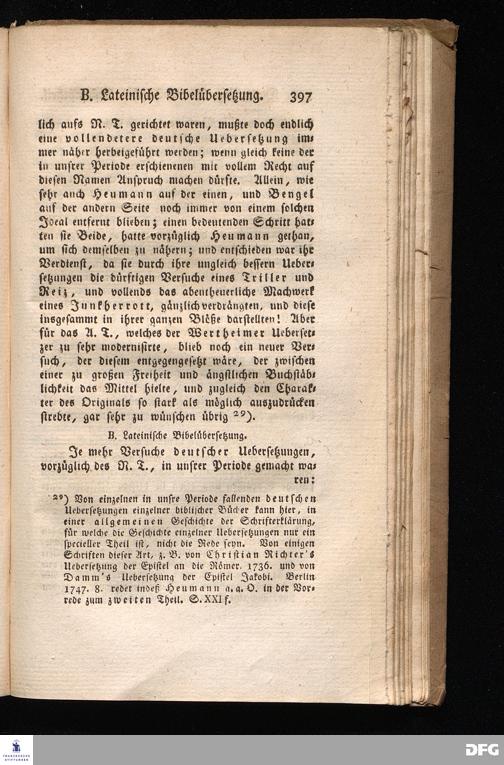 B. Lateinische Bibelübersetzung. 397
lich aufs N. T. gerichtet waren, mußte doch endlich
eine vollendetere deutsche Uebersetzung im-
mer näher herbeigeführt werden; wenn gleich keine der
in unsrer Periode erschienenen mit vollem Recht auf
diesen Namen Anspruch machen dürfte. Allein, wie
sehr auch Heumann auf der einen, und Bengel
auf der andern Seite noch immer von einem solchen
Ideal entfernt blieben; einen bedeutenden Schritt hat-
ten sie Beide, hatte vorzüglich Heumann gethan,
um sich demselben zu nähern; und entschieden war ihr
Verdienst, da sie durch ihre ungleich bessern Ueber-
setzungen die dürftigen Versuche eines Triller und
Reiz, und vollends das abentheuerliche Machwerk
eines Junkherrott, gänzlich verdrängten, und diese
insgesammt in ihrer ganzen Blöße darstellten! Aber
für das A. T., welches der Wertheimer Ueberset-
zer zu sehr modernisirte, blieb noch ein neuer Ver-
such, der diesem entgegengesetzt wäre, der zwischen
einer zu großen Freiheit und ängstlichen Buchstäb-
lichkeit das Mittel hielte, und zugleich den Charak-
ter des Originals so stark als möglich auszudrücken
strebte, gar sehr zu wünschen übrig 29).
B. Lateinische Bibelübersetzung.
Je mehr Versuche deutscher Uebersetzungen,
vorzüglich des N. T., in unsrer Periode gemacht wa-
ren:
29) Von einzelnen in unsre Periode fallenden deutschen
Uebersetzungen einzelner biblischer Bücher kann hier, in
einer allgemeinen Geschichte der Schrifterklärung,
für welche die Geschichte einzelner Uebersetzungen nur ein
specieller Theil ist, nicht die Rede seyn. Von einigen
Schriften dieser Art, z. B. von Christian Richter's
Uebersetzung der Epistel an die Römer. 1736. und von
Damm's Uebersetzung der Epistel Jakobi. Berlin
1747. 8. redet indeß Heumann a. a. O. in der Vor-
rede zum zweiten Theil. S. XXI f.
FRANCKESCHE
STIFTUNGEN
DFG